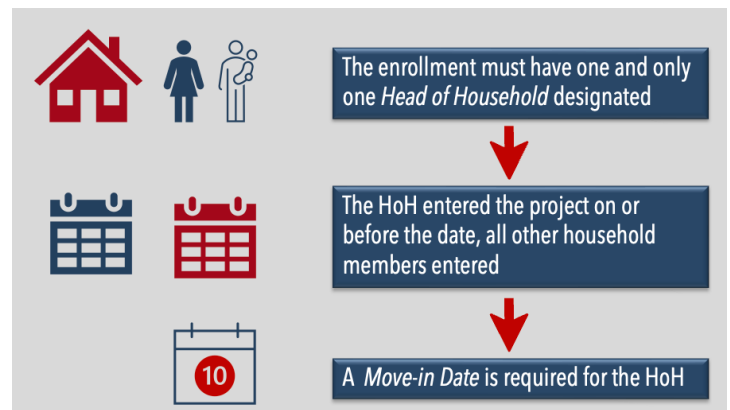 The enrollment must have one and only
one Head of Household designated
The HoH entered the project on or
before the date, all other household
members entered
10
A Move-in Date is required for the HoH